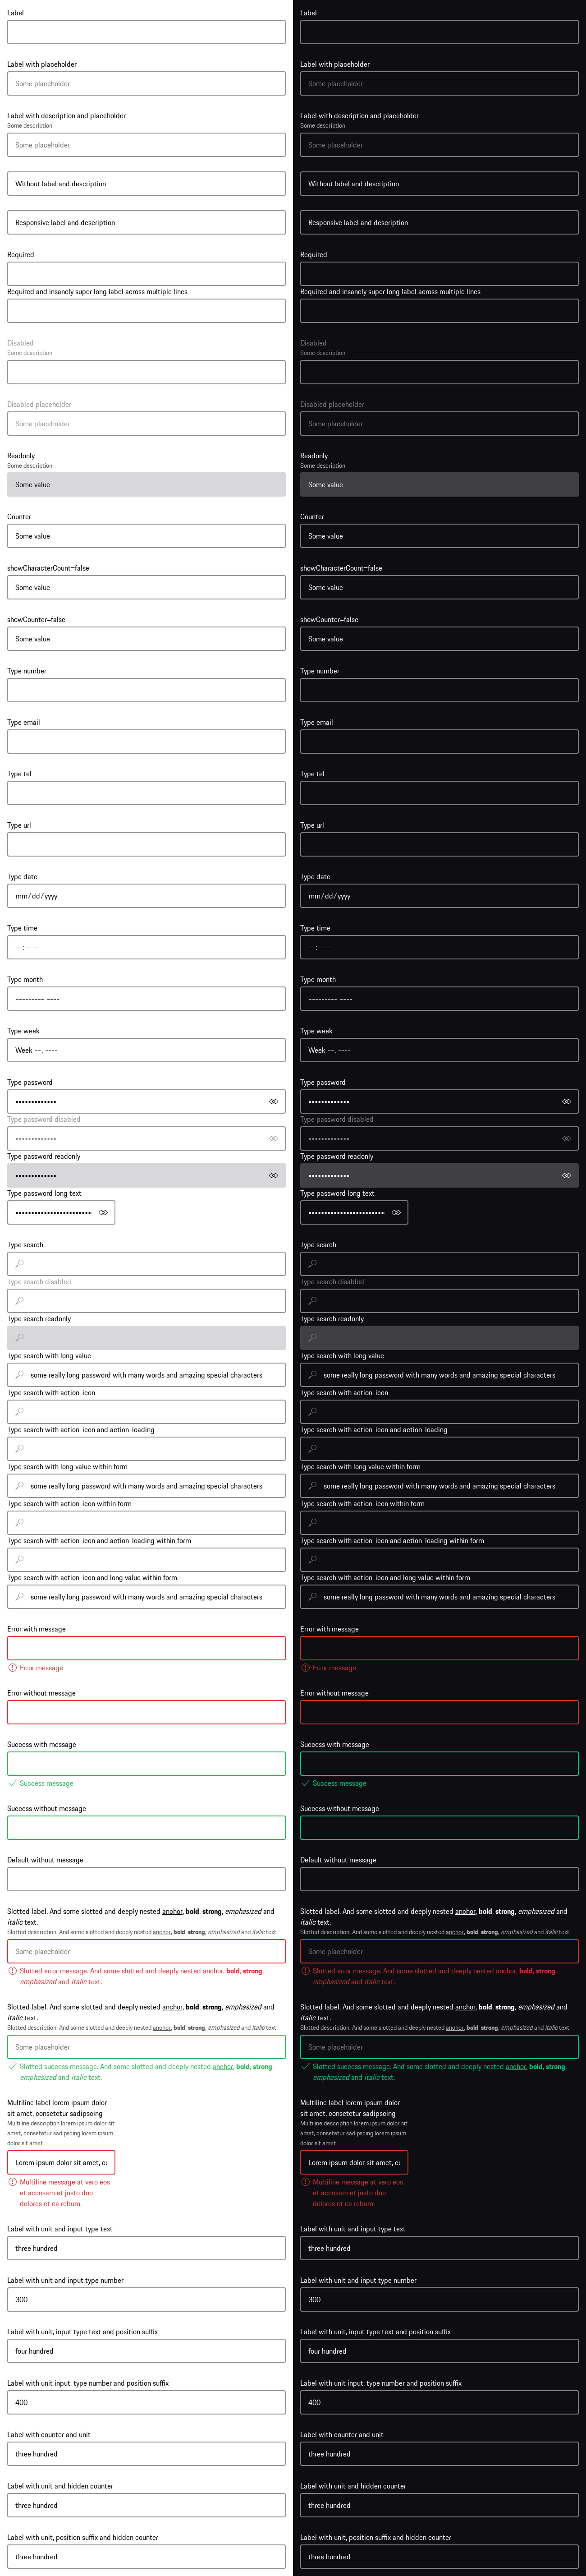 Label
Label with placeholder
Some placeholder
Label with description and placeholder
Some description
Some placeholder
Without label and description
Responsive label and description
Required
Required and insanely super long label across multiple lines
Disabled
Some description
Disabled placeholder
Some placeholder
Readonly
Some description
Some value
Counter
Some value
showCharacterCount=false
Some value
showCounter=false
Some value
Type number
Type email
Type tel
Type url
Type date
mm/dd/yyyy
Type time
--:-- --
Type month
--------- ----
Type week
Week --, ----
Type password
Type password disabled
Type password readonly
Type password long text
Type search
Type search disabled
Type search readonly
Type search with long value
some really long password with many words and amazing special characters
Type search with action-icon
Type search with action-icon and action-loading
Type search with long value within form
some really long password with many words and amazing special characters
Type search with action-icon within form
Type search with action-icon and action-loading within form
Type search with action-icon and long value within form
some really long password with many words and amazing special characters
Error with message
Error message
Error without message
Success with message
Success message
Success without message
Default without message
Slotted label. And some slotted and deeply nested anchor, bold, strong, emphasized and
italic text.
Slotted description. And some slotted and deeply nested anchor, bold, strong, emphasized and italic text.
Some placeholder
Slotted error message. And some slotted and deeply nested anchor, bold, strong,
emphasized and italic text.
Slotted label. And some slotted and deeply nested anchor, bold, strong, emphasized and
italic text.
Slotted description. And some slotted and deeply nested anchor, bold, strong, emphasized and italic text.
Some placeholder
Slotted success message. And some slotted and deeply nested anchor, bold, strong,
emphasized and italic text.
Multiline label lorem ipsum dolor
sit amet, consetetur sadipscing
Multiline description lorem ipsum dolor sit
amet, consetetur sadipscing lorem ipsum
dolor sit amet
Lorem ipsum dolor sit amet, co
Multiline message at vero eos
et accusam et justo duo
dolores et ea rebum.
Label with unit and input type text
three hundred
Label with unit and input type number
300
Label with unit, input type text and position suffix
four hundred
Label with unit input, type number and position suffix
400
Label with counter and unit
three hundred
Label with unit and hidden counter
three hundred
Label with unit, position suffix and hidden counter
three hundred
Label
Label with placeholder
Some placeholder
Label with description and placeholder
Some description
Some placeholder
Without label and description
Responsive label and description
Required
Required and insanely super long label across multiple lines
Disabled
Some description
Disabled placeholder
Some placeholder
Readonly
Some description
Some value
Counter
Some value
showCharacterCount=false
Some value
showCounter=false
Some value
Type number
Type email
Type tel
Type url
Type date
mm/dd/yyyy
Type time
--:-- --
Type month
--------- ----
Type week
Week --, ----
Type password
Type password disabled
Type password readonly
Type password long text
Type search
Type search disabled
Type search readonly
Type search with long value
some really long password with many words and amazing special characters
Type search with action-icon
Type search with action-icon and action-loading
Type search with long value within form
some really long password with many words and amazing special characters
Type search with action-icon within form
Type search with action-icon and action-loading within form
Type search with action-icon and long value within form
some really long password with many words and amazing special characters
Error with message
Error message
Error without message
Success with message
Success message
Success without message
Default without message
Slotted label. And some slotted and deeply nested anchor, bold, strong, emphasized and
italic text.
Slotted description. And some slotted and deeply nested anchor, bold, strong, emphasized and italic text.
Some placeholder
Slotted error message. And some slotted and deeply nested anchor, bold, strong,
emphasized and italic text.
Slotted label. And some slotted and deeply nested anchor, bold, strong, emphasized and
italic text.
Slotted description. And some slotted and deeply nested anchor, bold, strong, emphasized and italic text.
Some placeholder
Slotted success message. And some slotted and deeply nested anchor, bold, strong,
emphasized and italic text.
Multiline label lorem ipsum dolor
sit amet, consetetur sadipscing
Multiline description lorem ipsum dolor sit
amet, consetetur sadipscing lorem ipsum
dolor sit amet
Lorem ipsum dolor sit amet, co
Multiline message at vero eos
et accusam et justo duo
dolores et ea rebum.
Label with unit and input type text
three hundred
Label with unit and input type number
300
Label with unit, input type text and position suffix
four hundred
Label with unit input, type number and position suffix
400
Label with counter and unit
three hundred
Label with unit and hidden counter
three hundred
Label with unit, position suffix and hidden counter
three hundred